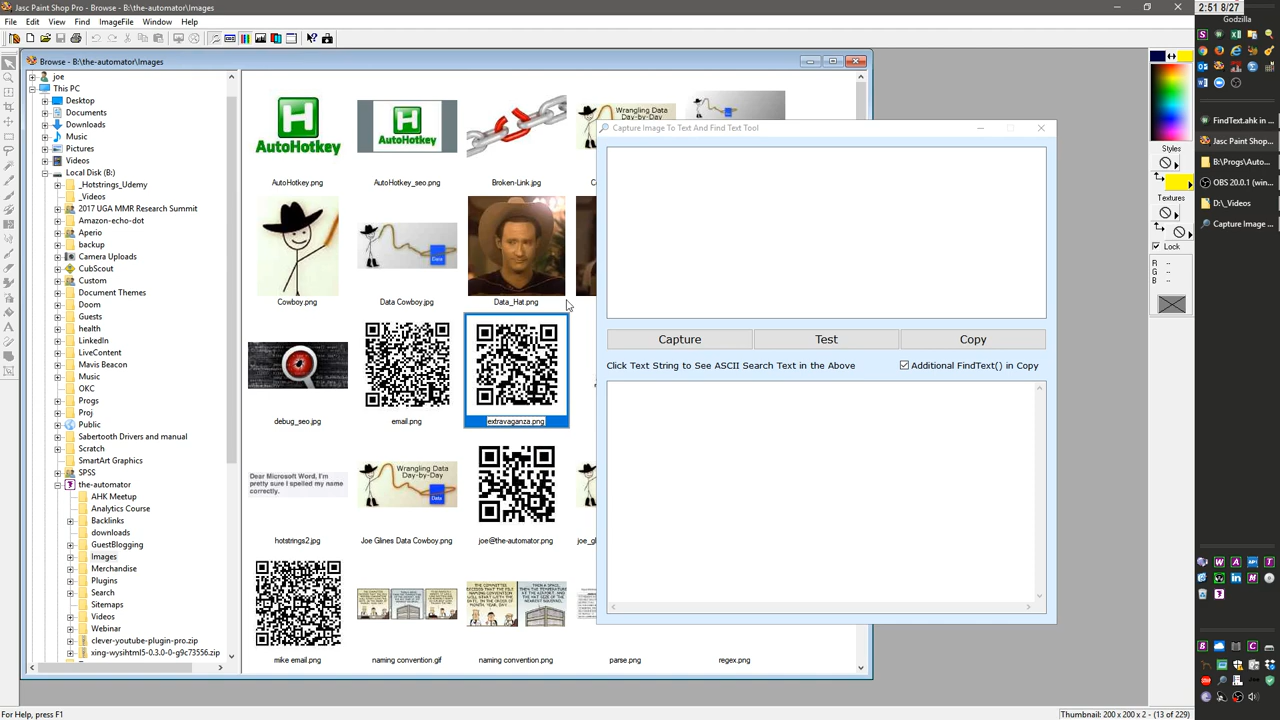 Jasc Paint Shop Pro - B:\the-automator\Images
2:51 8/27
Godzilla
File Edit View Find ImageFile Window Help
Browse - B:\the-automator\Images
joe
This PC
Desktop
Documents
Downloads
Music
Pictures
Videos
Local Disk (B:)
_Hotstrings_Udemy
_Videos
2017 UGA MMR Research Summit
Amazon-echo-dot
Aperio
backup
Camera Uploads
CubScout
Custom
Document Themes
Doom
Guests
health
LinkedIn
LiveContent
Mavis Beacon
Music
OKC
Progs
Proj
Public
Sabertooth Drivers and manual
Scratch
SmartArt Graphics
SPSS
the-automator
AHK Meetup
Analytics Course
Backlinks
downloads
GuestBlogging
Images
Merchandise
Plugins
Search
Sitemaps
Videos
Webinar
clever-youtube-plugin-pro.zip
xing-wysihtml5-0.3.0-0-g9c73556.zip
H
AutoHotkey
H
AutoHotkey
Wrangling Data
Day-by-Day
AutoHotkey.png
AutoHotkey_seo.png
Broken-Link.jpg
Data
Cowboy.png
Data Cowboy.jpg
Data_Hat.png
debug_seo.jpg
email.png
extravaganza.png
Dear Microsoft Word, I'm
pretty sure I spelled my name
correctly.
Wrangling Data
Day-by-Day
Data
hotstrings2.jpg
Joe Glines Data Cowboy.png
joe@the-automator.png
joe_gl
mike email.png
naming convention.gif
naming convention.png
parse.png
regex.png
Capture Image To Text And Find Text Tool
Capture
Test
Copy
Click Text String to See ASCII Search Text in the Above
Additional FindText() in Copy
Styles
Textures
Lock
R --
G --
B --
FindText.ahk in ...
Jasc Paint Shop...
B:\Progs\Auto...
OBS 20.0.1 (win...
D:\_Videos
Capture Image ...
For Help, press F1
Thumbnail: 200 x 200 x 2 - (13 of 229)